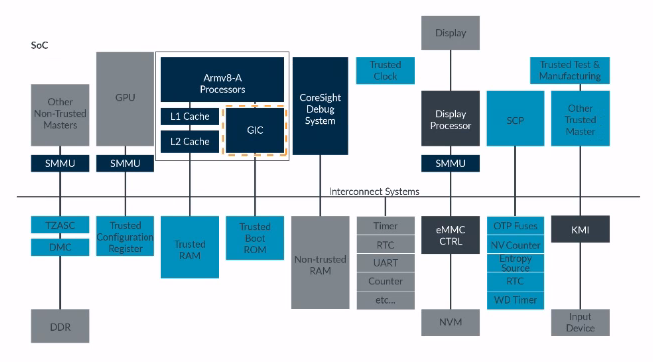 SoC
Display
GPU
Armv8-A
Processors
CoreSight
Debug
System
Trusted
Clock
Trusted Test &
Manufacturing
Other
Non-Trusted
Masters
L1 Cache
L2 Cache
GIC
Display
Processor
SCP
Other
Trusted
Master
SMMU
SMMU
SMMU
Interconnect Systems
TZASC
DMC
Trusted
Configuration
Register
Trusted
RAM
Trusted
Boot
ROM
Non-trusted
RAM
Timer
RTC
UART
Counter
etc...
eMMC
CTRL
OTP Fuses
NV Counter
Entropy
Source
RTC
WD Timer
KMI
DDR
NVM
Input
Device